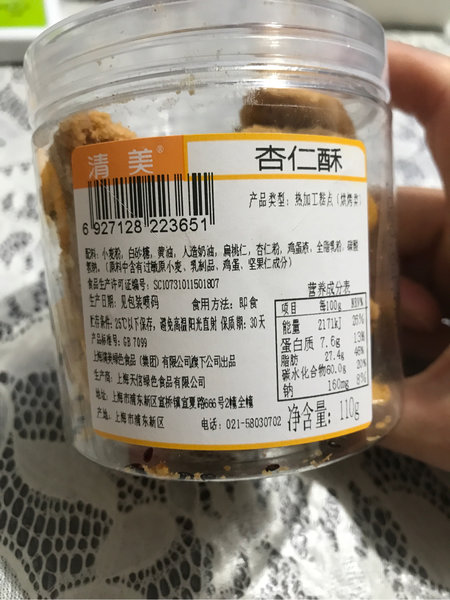 清美®
杏仁酥
6 927128 223651
产品类型：热加工糕点（烘烤类）
配料：小麦粉，白砂糖，黄油，人造奶油，扁桃仁，杏仁粉，鸡蛋液，全脂乳粉，碳酸
氢钠，（原料中含有过敏原小麦、乳制品，鸡蛋、坚果仁成分）
食品生产许可证编号：SC10731011501807
生产日期：见包装喷码 食用方法：即食
贮存条件：25℃以下保存，避免高温阳光直射 保质期：30天
产品标准号：GB 7099
上海清美绿色食品（集团）有限公司旗下公司出品
生产商：上海天信绿色食品有限公司
地址：上海市浦东新区宣桥镇宣夏路666号2幢全幢
产地：上海市浦东新区 电话：021-58030702
营养成分表
项目 每100g NRV%
能量 2171kJ 26%
蛋白质 7.6g 13%
脂肪 27.4g 46%
碳水化合物 60.0g 20%
钠 160mg 8%
净含量：110g